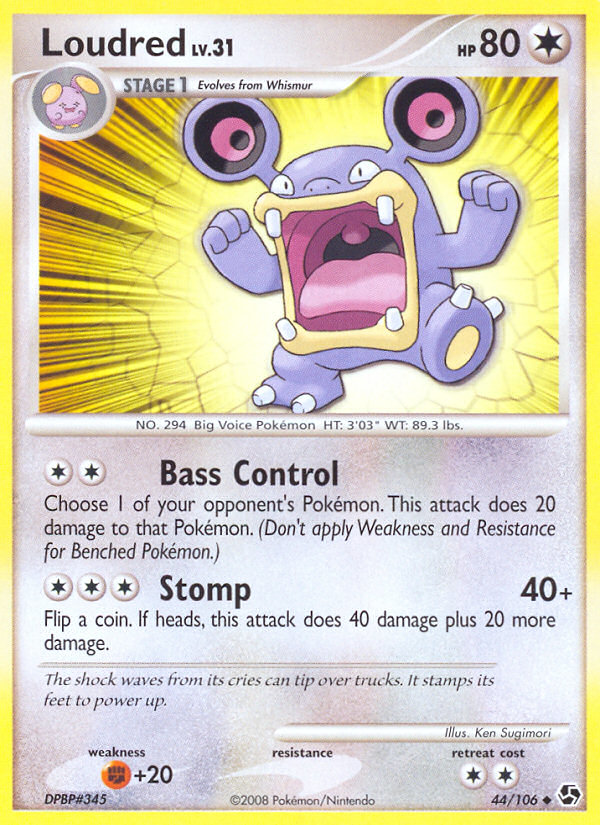 Loudred LV.31
HP 80
STAGE 1 Evolves from Whismur
NO. 294 Big Voice Pokémon HT: 3'03" WT: 89.3 lbs.
Bass Control
Choose 1 of your opponent's Pokémon. This attack does 20
damage to that Pokémon. (Don't apply Weakness and Resistance
for Benched Pokémon.)
Stomp 40+
Flip a coin. If heads, this attack does 40 damage plus 20 more
damage.
The shock waves from its cries can tip over trucks. It stamps its
feet to power up.
Illus. Ken Sugimori
weakness resistance retreat cost
+20
DPBP#345 ©2008 Pokémon/Nintendo 44/106